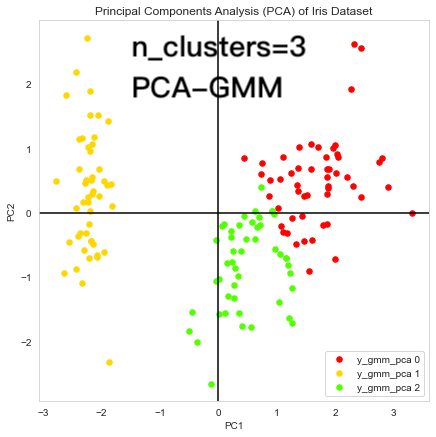 Principal Components Analysis (PCA) of Iris Dataset
n_clusters=3
PCA-GMM
PC2
2
1
0
−1
−2
−3
−2
−1
0
1
2
3
PC1
y_gmm_pca 0
y_gmm_pca 1
y_gmm_pca 2